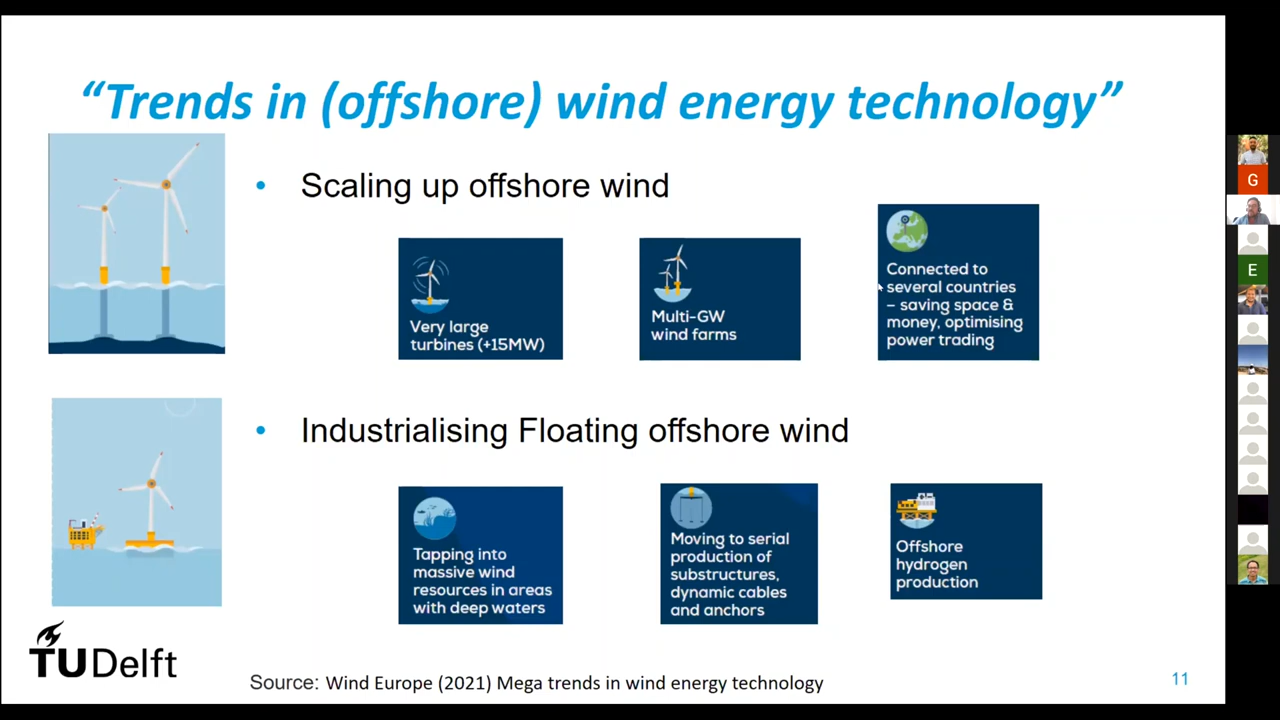 “Trends in (offshore) wind energy technology”
• Scaling up offshore wind
Very large
turbines (+15MW)
Multi-GW
wind farms
Connected to
several countries
– saving space &
money, optimising
power trading
• Industrialising Floating offshore wind
Tapping into
massive wind
resources in areas
with deep waters
Moving to serial
production of
substructures,
dynamic cables
and anchors
Offshore
hydrogen
production
TUDelft
Source: Wind Europe (2021) Mega trends in wind energy technology
11
G
E